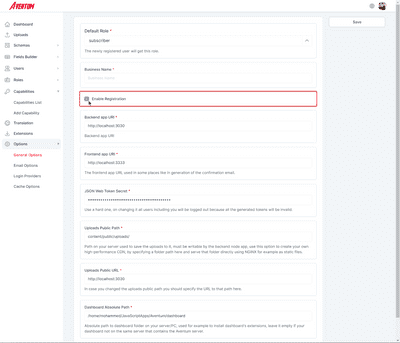 AVENTUM
Dashboard
Uploads
Schemas
Fields Builder
Users
Roles
Capabilities
Capabilities List
Add Capability
Translation
Extensions
Options
General Options
Email Options
Login Providers
Cache Options
Default Role *
subscriber
The newly registered user will get this role.
Business Name *
Business Name
Enable Registration
Backend app URI *
http://localhost:3030
Backend app URI
Frontend app URI *
http://localhost:3333
The frontend app URI, used in some places like in generation of the confirmation email.
JSON Web Token Secret *
Use a hard one, on changing it all users including you will be logged out because all the generated tokens will be invalid.
Uploads Public Path *
content/public/uploads/
Path on your server used to save the uploads to it, must be writable by the backend node app, use this option to create your own
high performance CDN, by specifying a folder path here and serve that folder directly using NGINX for example as static files.
Uploads Public URL *
http://localhost:3030
In case you changed the uploads public path you should specify the URL to that path here.
Dashboard Absolute Path *
/home/mohammed/JavaScriptApps/Aventum/dashboard
Absolute path to dashboard folder on your server/PC, used for example to install dashboard's extensions, leave it empty if your
dashboard not on the same server that contains the Aventum server.
Save